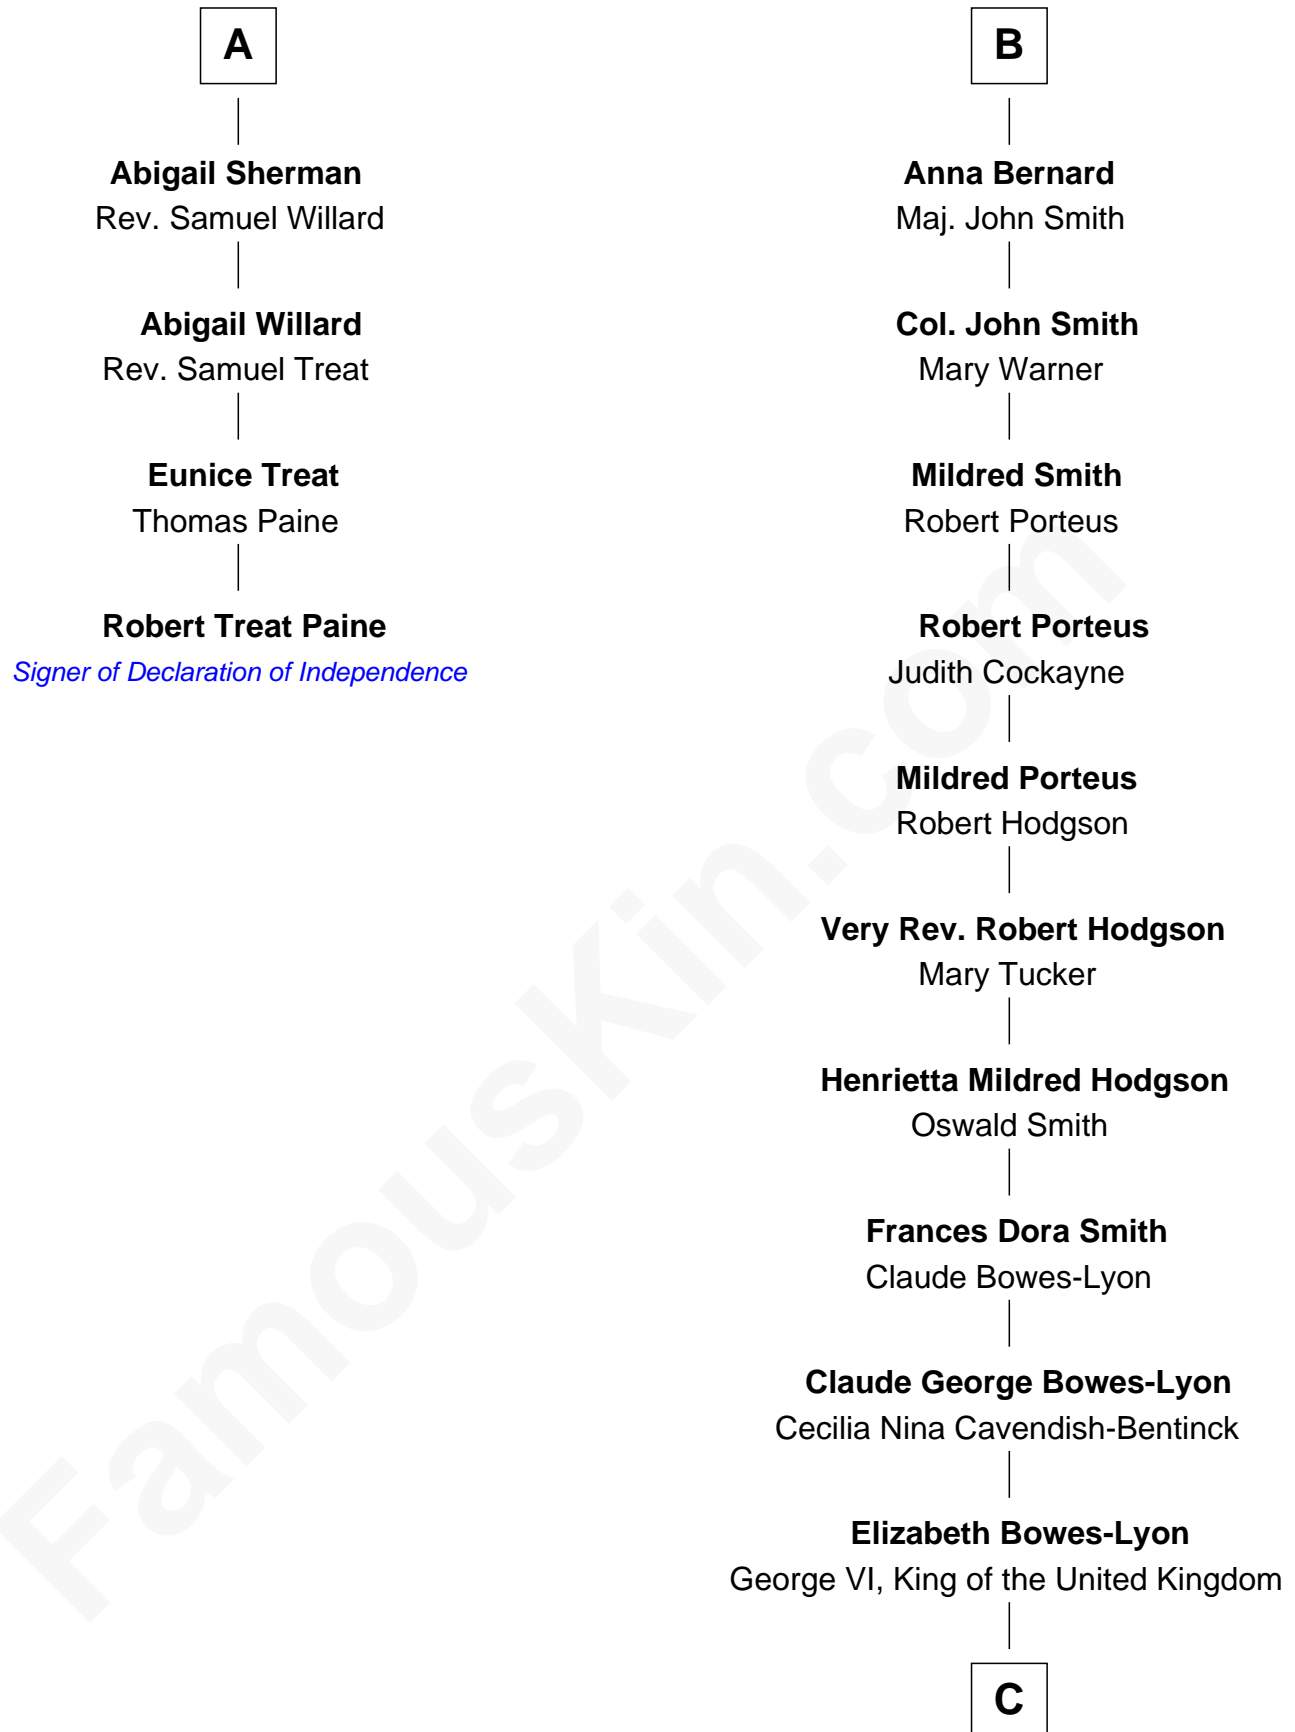 A
Abigail Sherman
Rev. Samuel Willard
Abigail Willard
Rev. Samuel Treat
Eunice Treat
Thomas Paine
Robert Treat Paine
Signer of Declaration of Independence
B
Anna Bernard
Maj. John Smith
Col. John Smith
Mary Warner
Mildred Smith
Robert Porteus
Robert Porteus
Judith Cockayne
Mildred Porteus
Robert Hodgson
Very Rev. Robert Hodgson
Mary Tucker
Henrietta Mildred Hodgson
Oswald Smith
Frances Dora Smith
Claude Bowes-Lyon
Claude George Bowes-Lyon
Cecilia Nina Cavendish-Bentinck
Elizabeth Bowes-Lyon
George VI, King of the United Kingdom
C
FamousKin.com